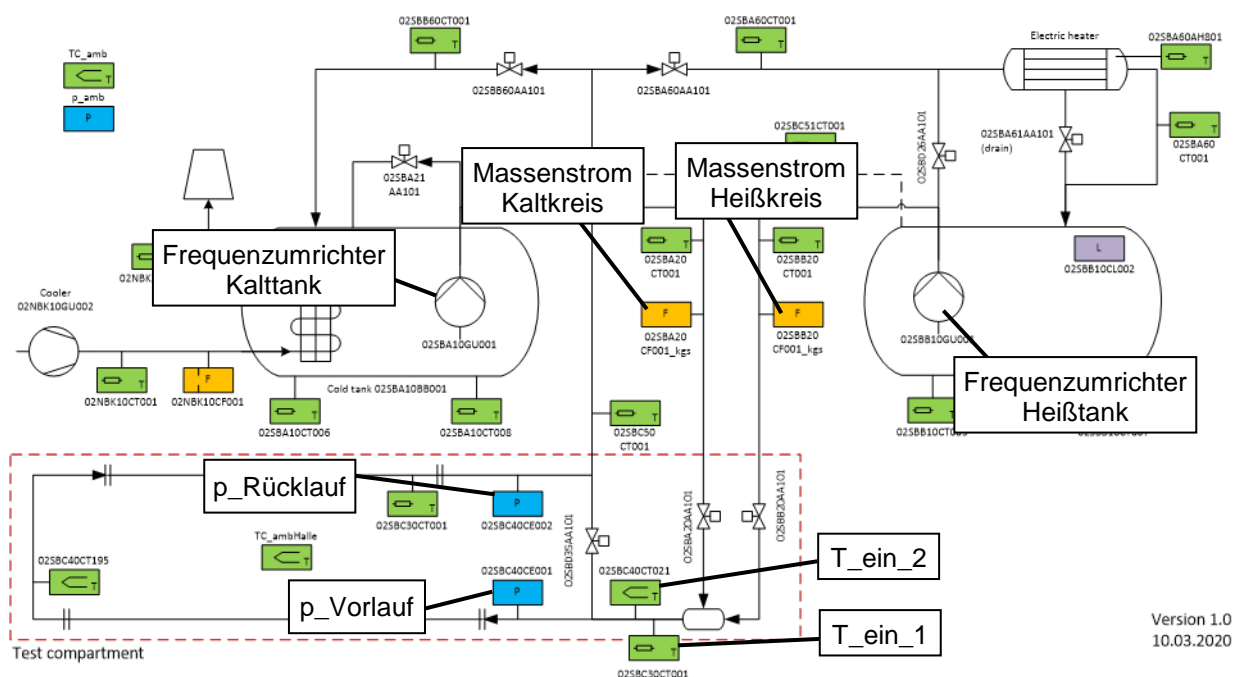 02SBB60CT001
02SBA60CT001
TC_amb
T
T
T
Electric heater
02SBA60AH801
T
p_amb
P
02SBB60AA101
02SBA60AA101
02SBC51CT001
02SBD26AA101
02SBA61AA101
(drain)
T
02SBA60
CT001
02SBA21
AA101
Massenstrom
Kaltkreis
Massenstrom
Heißkreis
02NBK
Frequenzumrichter
Kalttank
T
02SBA20
CT001
T
02SBB20
CT001
L
02SBB10CL002
Cooler
02NBK10GU002
02SBA10GU001
F
02SBA20
CF001_kgs
F
02SBB20
CF001_kgs
02SBB10GU001
T
02NBK10CT001
F
02NBK10CF001
Cold tank 02SBA10BB001
T
02SBA10CT006
T
02SBA10CT008
T
02SBC50
CT001
Frequenzumrichter
Heißtank
p_Rücklauf
T
02SBC30CT001
P
02SBC40CE002
02SBD35AA101
02SBA20AA101
02SBB20AA101
TC_ambHalle
T
02SBC40CT195
T
02SBC40CE001
P
p_Vorlauf
02SBC40CT021
T
T_ein_2
T_ein_1
T
02SBC30CT001
Test compartment
Version 1.0
10.03.2020